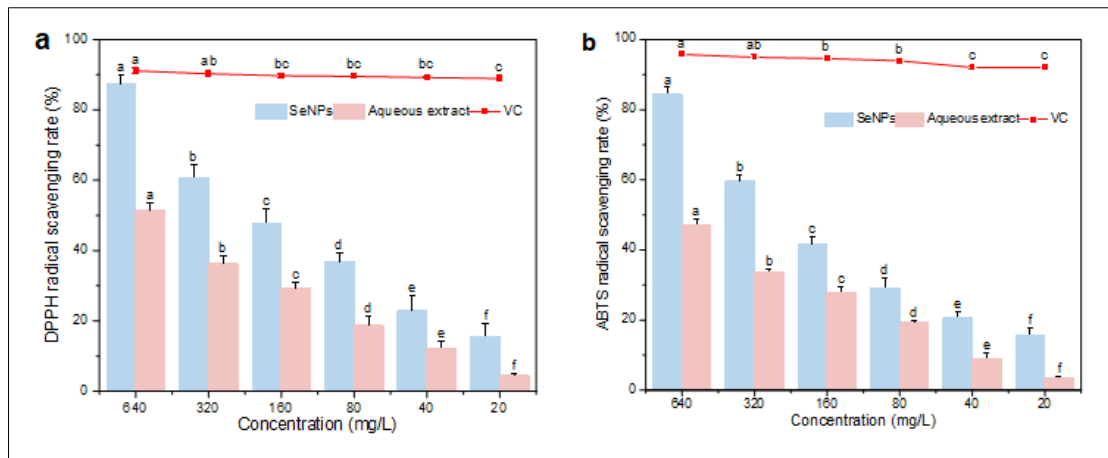 a
100
80
60
40
20
0
DPPH radical scavenging rate (%)
a a ab bc bc bc c
SeNPs Aqueous extract VC
b
c
a
d
b
c
e
d
f
e
f
640 320 160 80 40 20
Concentration (mg/L)
b
100
80
60
40
20
0
ABTS radical scavenging rate (%)
a ab b b c c
a
SeNPs Aqueous extract VC
b
a
c
b
d
c
e
d
f
e
f
640 320 160 80 40 20
Concentration (mg/L)